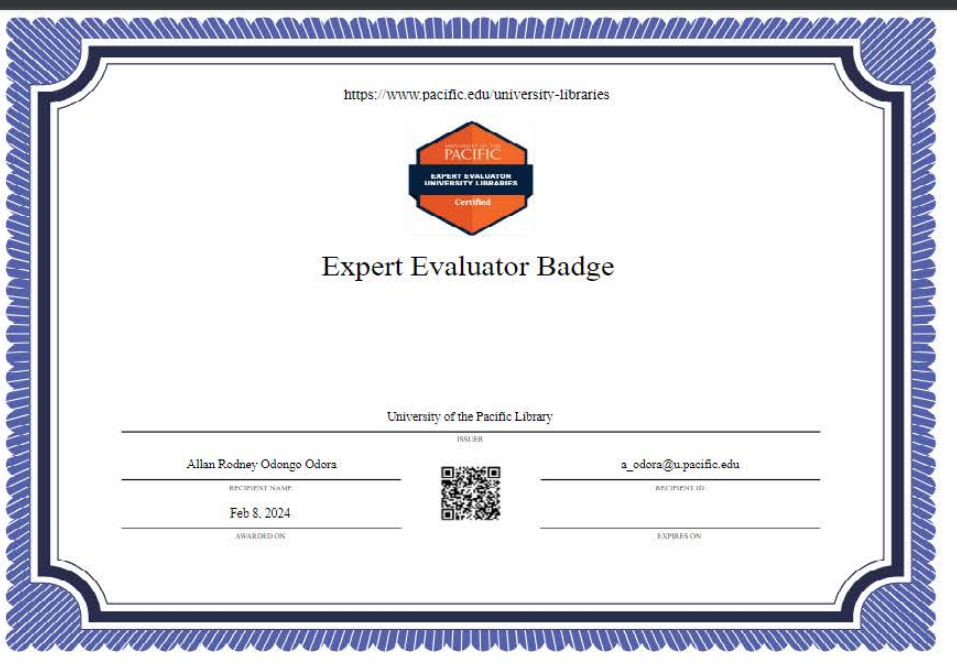 https://www.pacific.edu/university-libraries
UNIVERSITY OF THE
PACIFIC
EXPERT EVALUATOR
UNIVERSITY LIBRARIES
Certified
Expert Evaluator Badge
University of the Pacific Library
ISSUER
Allan Rodney Odongo Odora
a_odora@u.pacific.edu
RECIPIENT NAME
RECIPIENT ID
Feb 8, 2024
AWARDED ON
EXPIRES ON